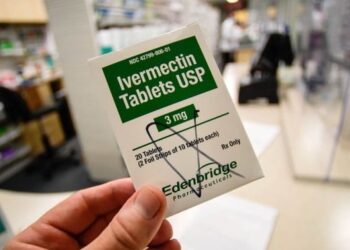 NDC 42799-806-01
Ivermectin
Tablets USP
3 mg
20 Tablets
(2 Foil Strips of 10 tablets each)
Rx Only
Edenbridge
Pharmaceuticals